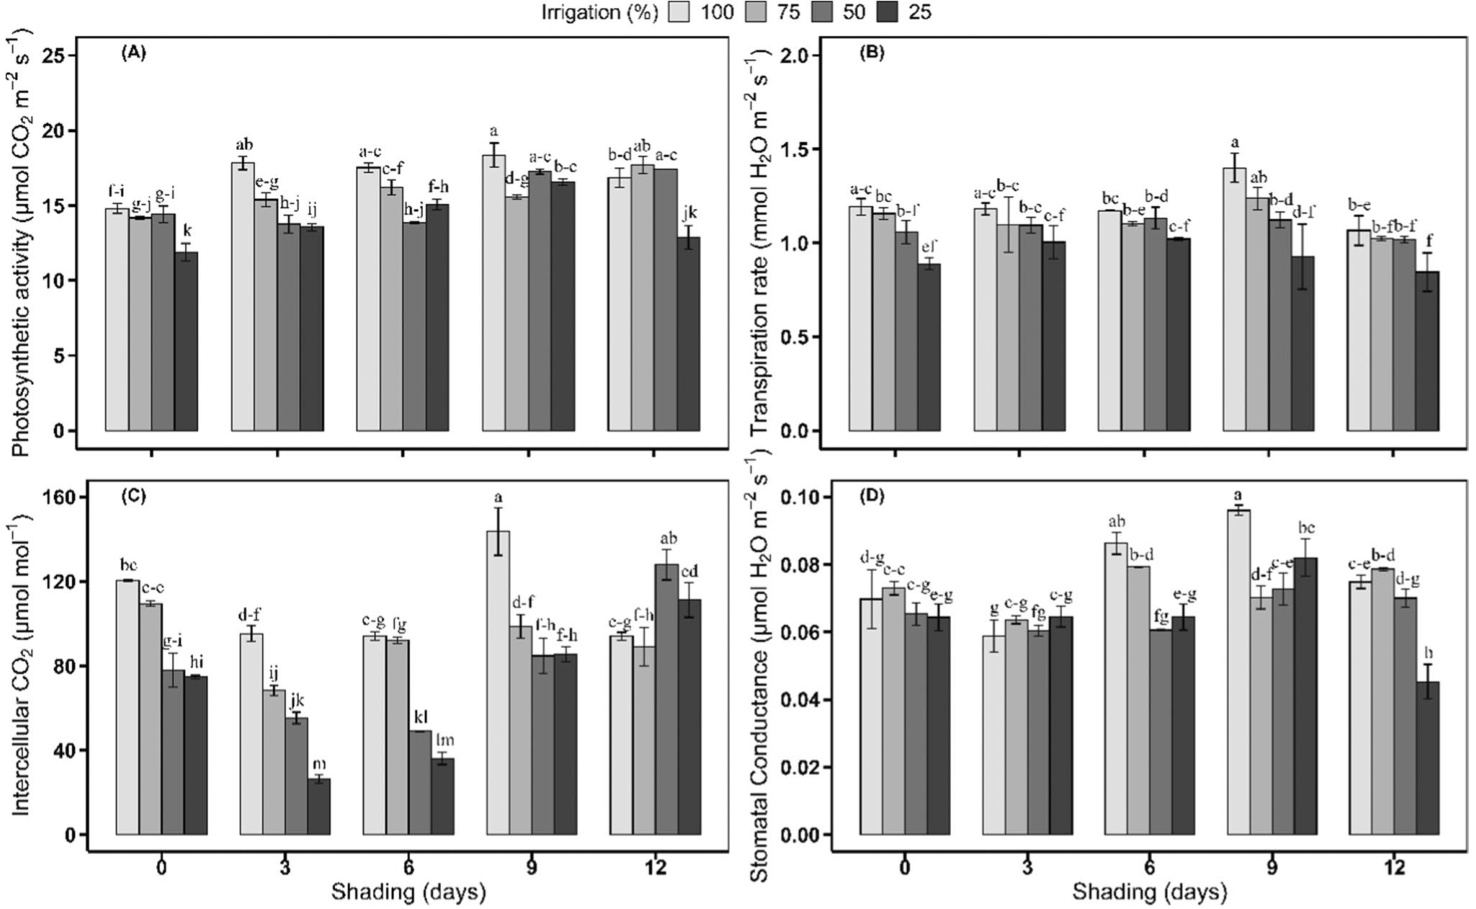 Irrigation (%) 100 75 50 25
(A)
Photosynthetic activity (µmol CO₂ m⁻² s⁻¹)
25
20
15
10
5
0
f-i g-j g-i k
ab e-g h-j ij
a-c c-f h-j f-h
a d-g a-c b-e
b-d ab a-c jk
(B)
Transpiration rate (mmol H₂O m⁻² s⁻¹)
2.0
1.5
1.0
0.5
0.0
a-c bc b-f ef
a-c b-c b-c c-f
bc b-e b-d c-f
a ab b-d d-f
b-e b-f b-f f
(C)
Intercellular CO₂ (µmol mol⁻¹)
160
120
80
40
0
bc c-e g-i hi
d-f ij jk m
c-g fg kl lm
a d-f f-h f-h
c-g f-h ab cd
0 3 6 9 12
Shading (days)
(D)
Stomatal Conductance (µmol H₂O m⁻² s⁻¹)
0.10
0.08
0.06
0.04
0.02
0.00
d-g c-e c-g e-g
g c-g fg c-g
ab b-d fg e-g
a d-f c-e bc
c-e b-d d-g h
0 3 6 9 12
Shading (days)